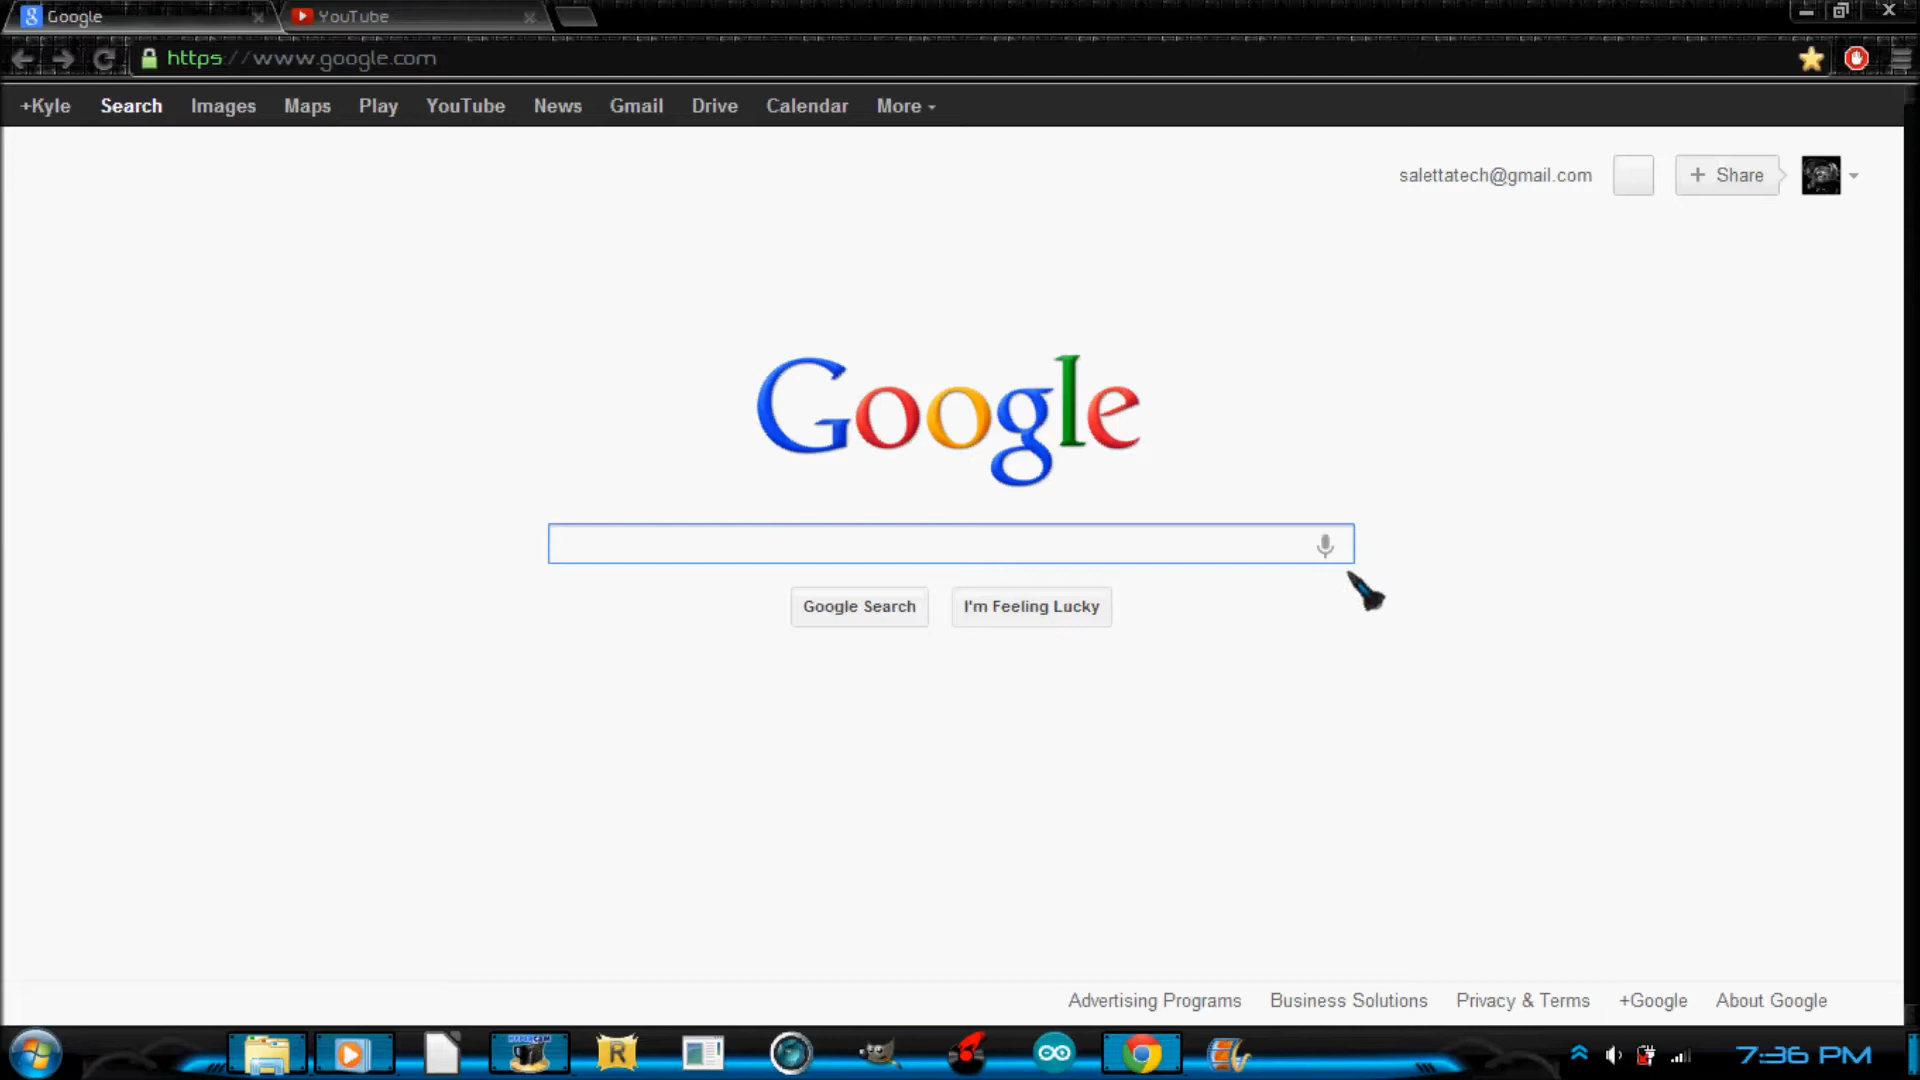 Google
YouTube
https://www.google.com
+Kyle Search Images Maps Play YouTube News Gmail Drive Calendar More
salettatech@gmail.com + Share
Google
Google Search I'm Feeling Lucky
Advertising Programs Business Solutions Privacy & Terms +Google About Google
HYPERCAM
R
7:36 PM